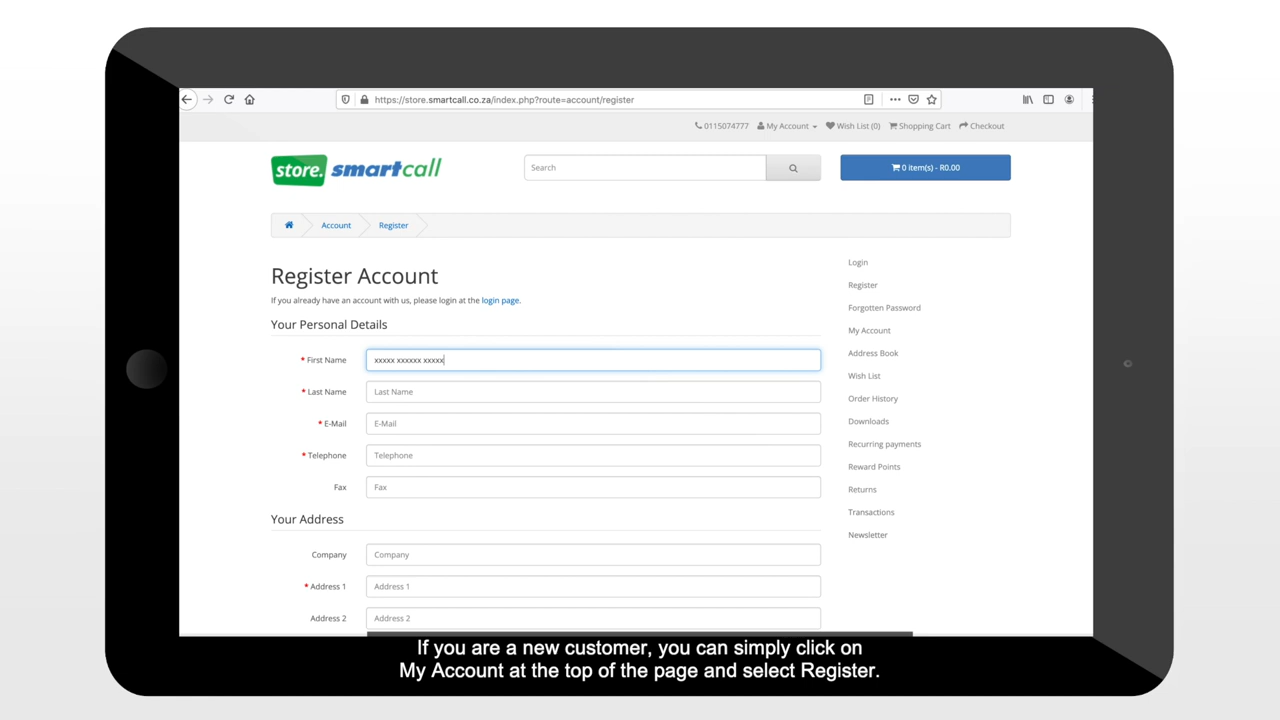 https://store.smartcall.co.za/index.php?route=account/register
0115074777 My Account Wish List (0) Shopping Cart Checkout
store. smartcall
Search
0 item(s) - R0.00
Account Register
Register Account
If you already have an account with us, please login at the login page.
Your Personal Details
* First Name xxxxx xxxxxx xxxxx
* Last Name Last Name
* E-Mail E-Mail
* Telephone Telephone
Fax Fax
Your Address
Company Company
* Address 1 Address 1
Address 2 Address 2
Login
Register
Forgotten Password
My Account
Address Book
Wish List
Order History
Downloads
Recurring payments
Reward Points
Returns
Transactions
Newsletter
If you are a new customer, you can simply click on
My Account at the top of the page and select Register.